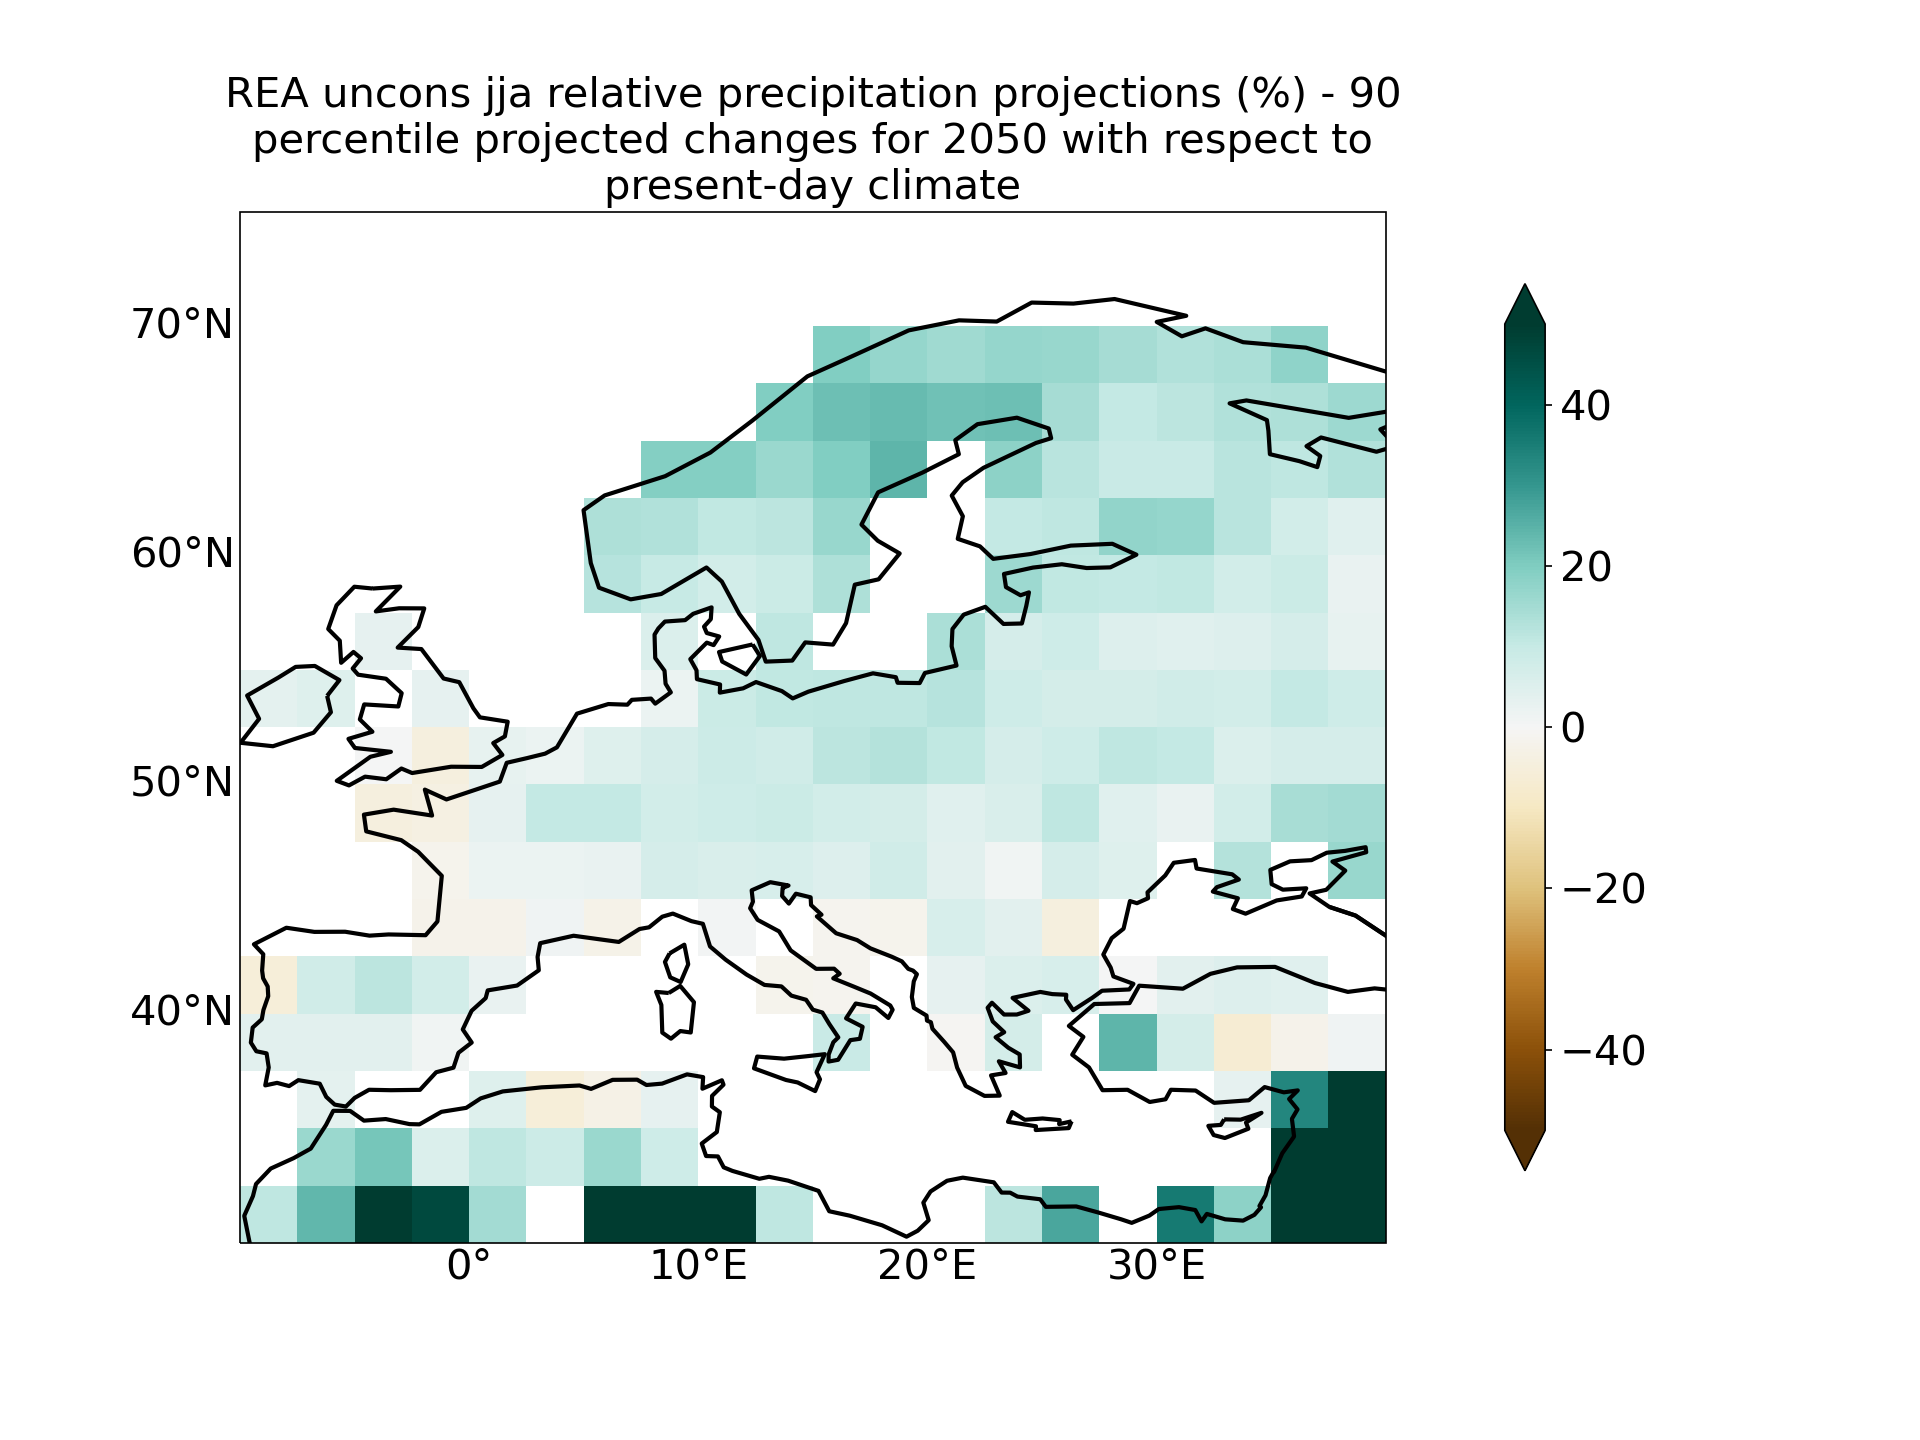 REA uncons jja relative precipitation projections (%) - 90
percentile projected changes for 2050 with respect to
present-day climate
70°N
60°N
50°N
40°N
0°
10°E
20°E
30°E
40
20
0
−20
−40